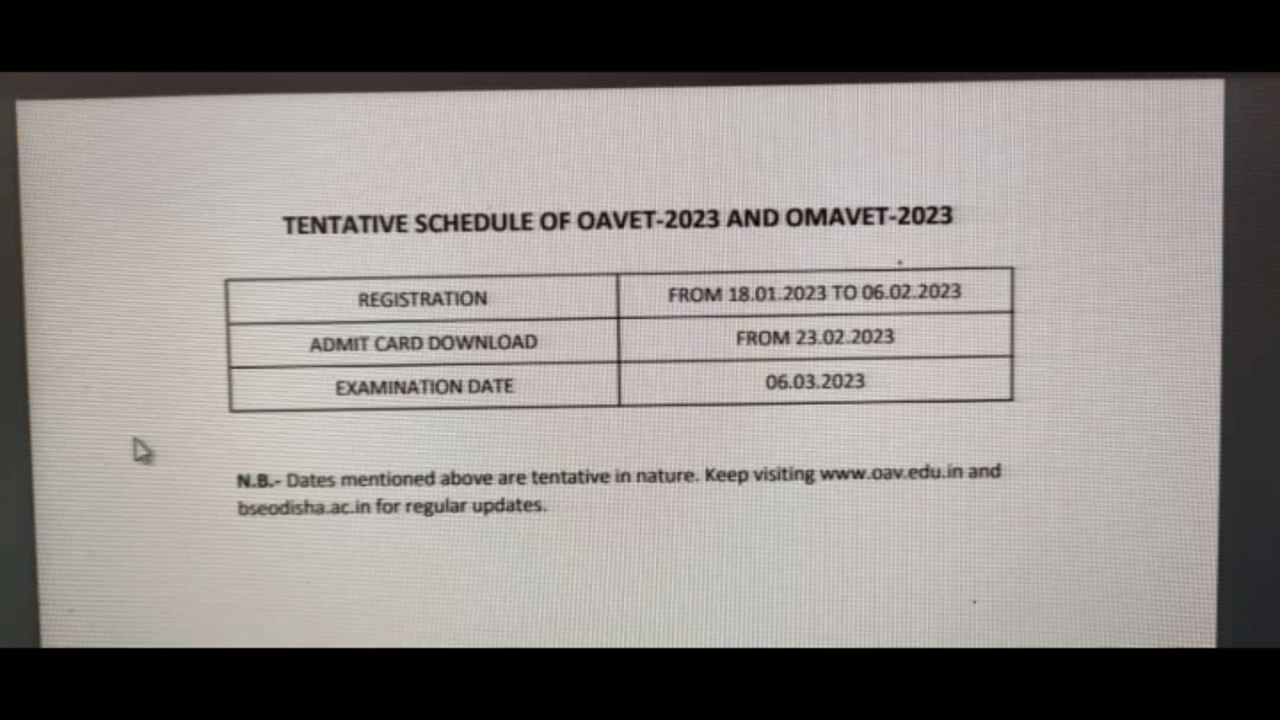 TENTATIVE SCHEDULE OF OAVET-2023 AND OMAVET-2023
REGISTRATION FROM 18.01.2023 TO 06.02.2023
ADMIT CARD DOWNLOAD FROM 23.02.2023
EXAMINATION DATE 06.03.2023
N.B.- Dates mentioned above are tentative in nature. Keep visiting www.oav.edu.in and
bseodisha.ac.in for regular updates.